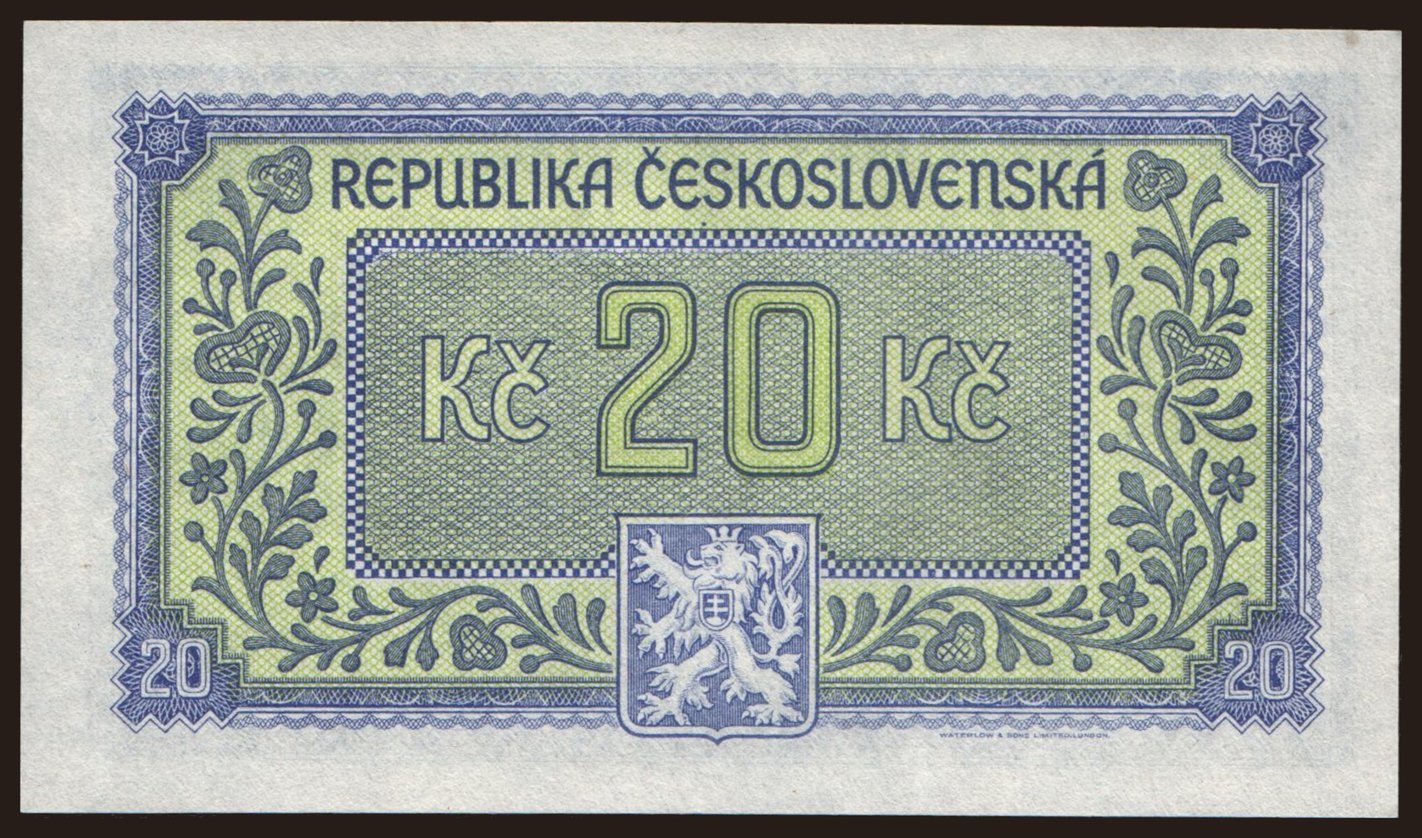 REPUBLIKA ČESKOSLOVENSKÁ
Kč 20 Kč
20 20
WATERLOW & SONS LIMITED, LONDON.